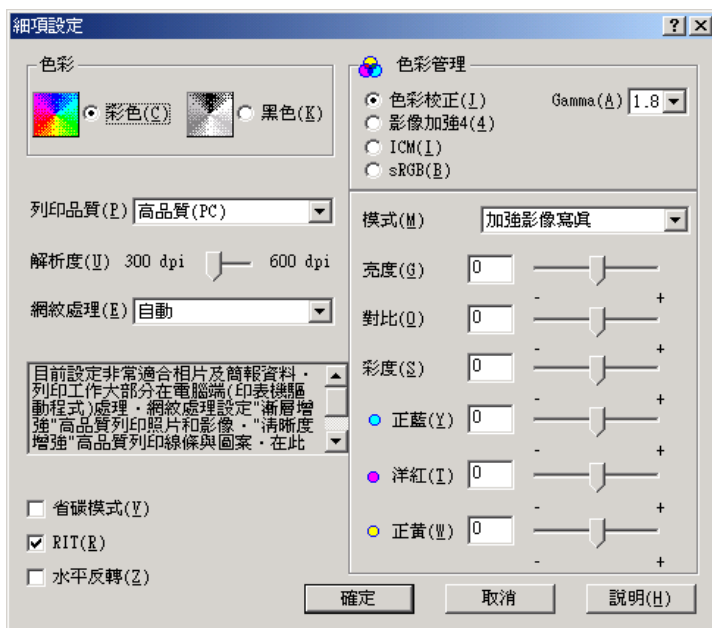 細項設定
色彩
彩色(C)
黑色(K)
列印品質(P) 高品質(PC)
解析度(U) 300 dpi 600 dpi
網紋處理(E) 自動
目前設定非常適合相片及簡報資料．
列印工作大部分在電腦端(印表機驅
動程式)處理．網紋處理設定"漸層增
強"高品質列印照片和影像．"清晰度
增強"高品質列印線條與圖案．在此
省碳模式(V)
RIT(R)
水平反轉(Z)
色彩管理
色彩校正(J) Gamma(A) 1.8
影像加強4(4)
ICM(I)
sRGB(B)
模式(M) 加強影像寫真
亮度(G) 0
- +
對比(O) 0
- +
彩度(S) 0
- +
正藍(Y) 0
- +
洋紅(T) 0
- +
正黃(W) 0
- +
確定 取消 說明(H)